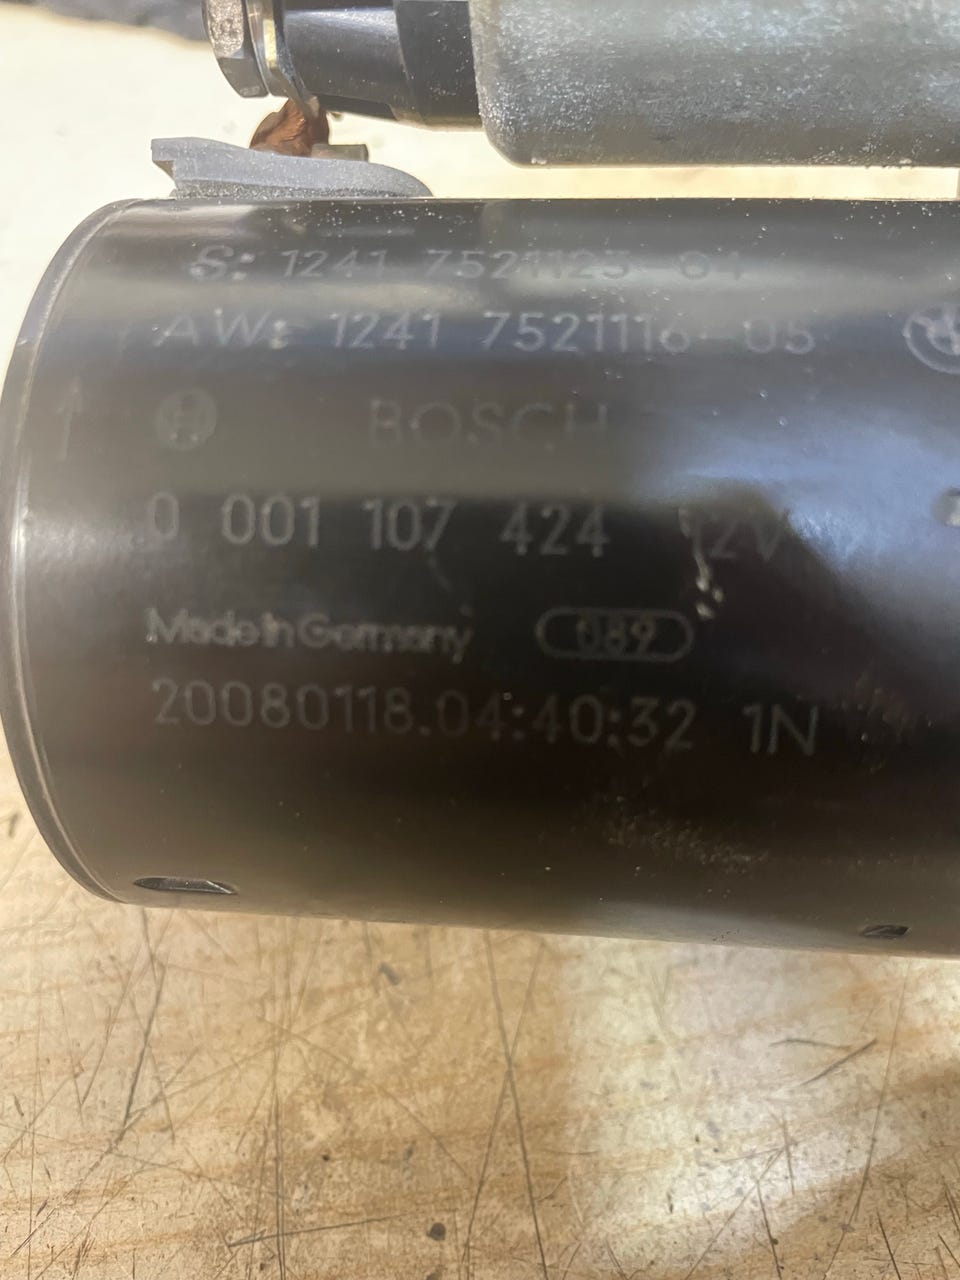 S: 1241 7521123-04
AW: 1241 7521116-05
BOSCH
0 001 107 424 12V
Made in Germany 089
20080118.04:40:32 1N